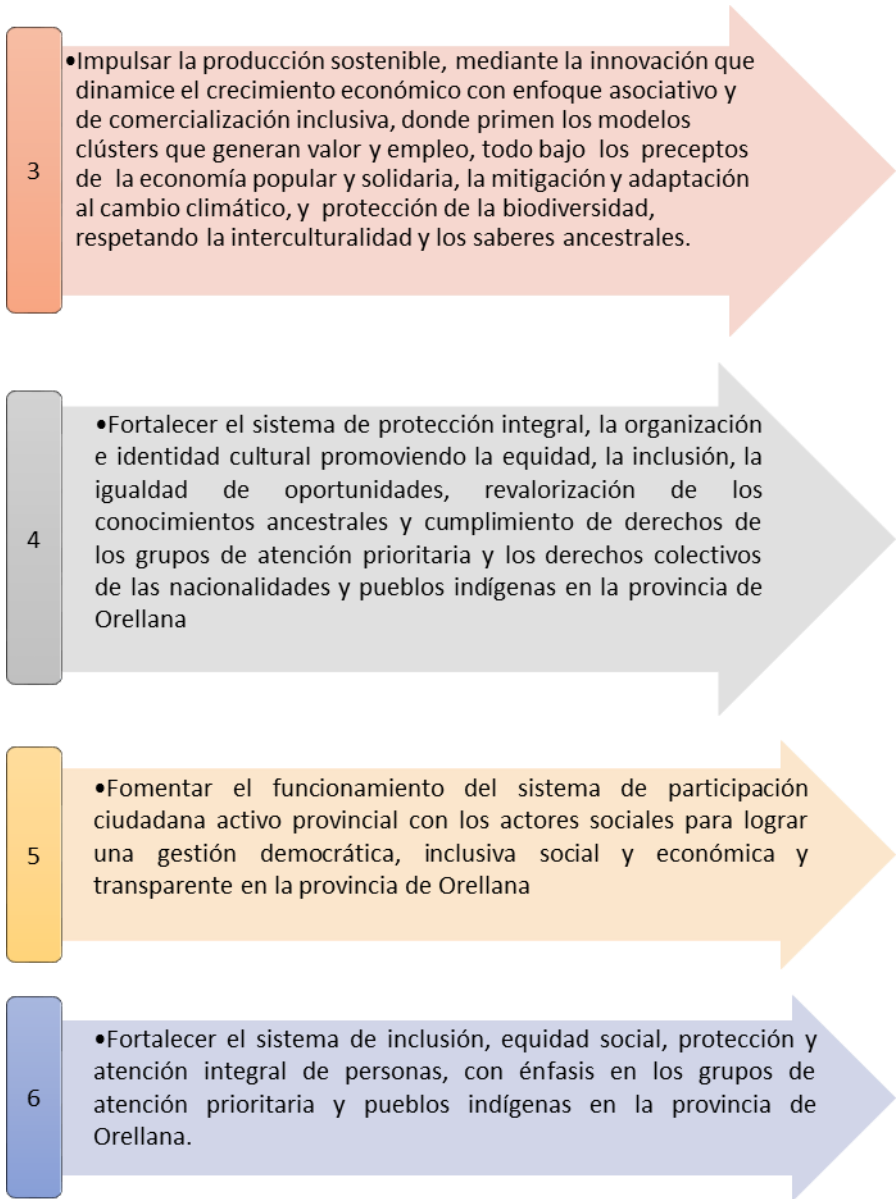 3
•Impulsar la producción sostenible, mediante la innovación que
dinamice el crecimiento económico con enfoque asociativo y
de comercialización inclusiva, donde primen los modelos
clústers que generan valor y empleo, todo bajo los preceptos
de la economía popular y solidaria, la mitigación y adaptación
al cambio climático, y protección de la biodiversidad,
respetando la interculturalidad y los saberes ancestrales.
4
•Fortalecer el sistema de protección integral, la organización
e identidad cultural promoviendo la equidad, la inclusión, la
igualdad de oportunidades, revalorización de los
conocimientos ancestrales y cumplimiento de derechos de
los grupos de atención prioritaria y los derechos colectivos
de las nacionalidades y pueblos indígenas en la provincia de
Orellana
5
•Fomentar el funcionamiento del sistema de participación
ciudadana activo provincial con los actores sociales para lograr
una gestión democrática, inclusiva social y económica y
transparente en la provincia de Orellana
6
•Fortalecer el sistema de inclusión, equidad social, protección y
atención integral de personas, con énfasis en los grupos de
atención prioritaria y pueblos indígenas en la provincia de
Orellana.